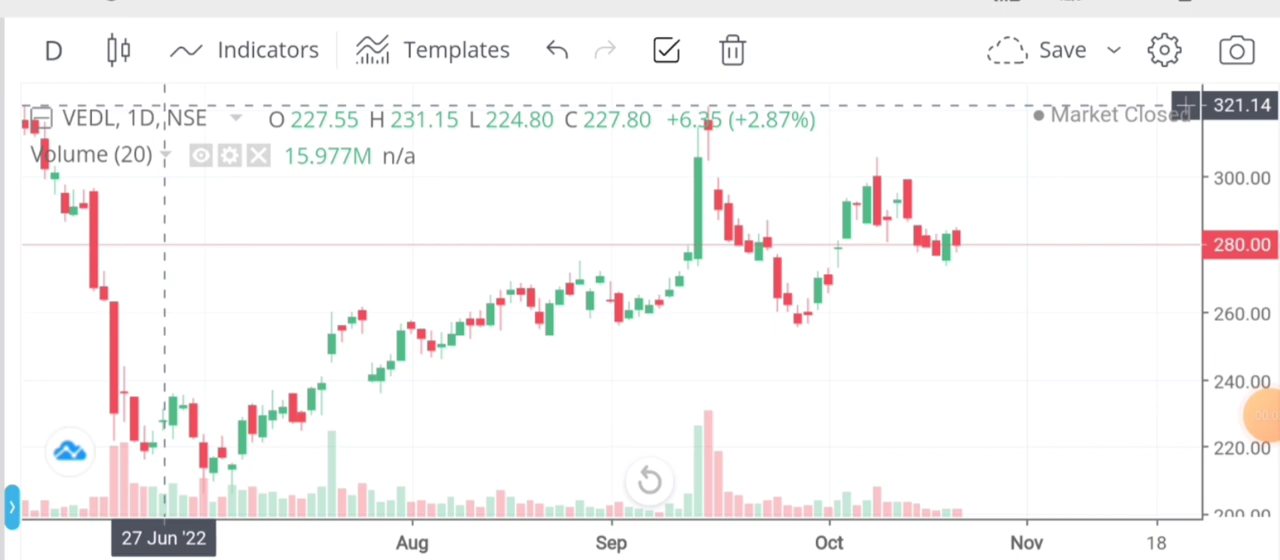 D Indicators Templates Save
VEDL, 1D, NSE O 227.55 H 231.15 L 224.80 C 227.80 +6.35 (+2.87%)
Market Closed
321.14
Volume (20) 15.977M n/a
300.00
280.00
260.00
240.00
220.00
200.00
27 Jun '22 Aug Sep Oct Nov 18